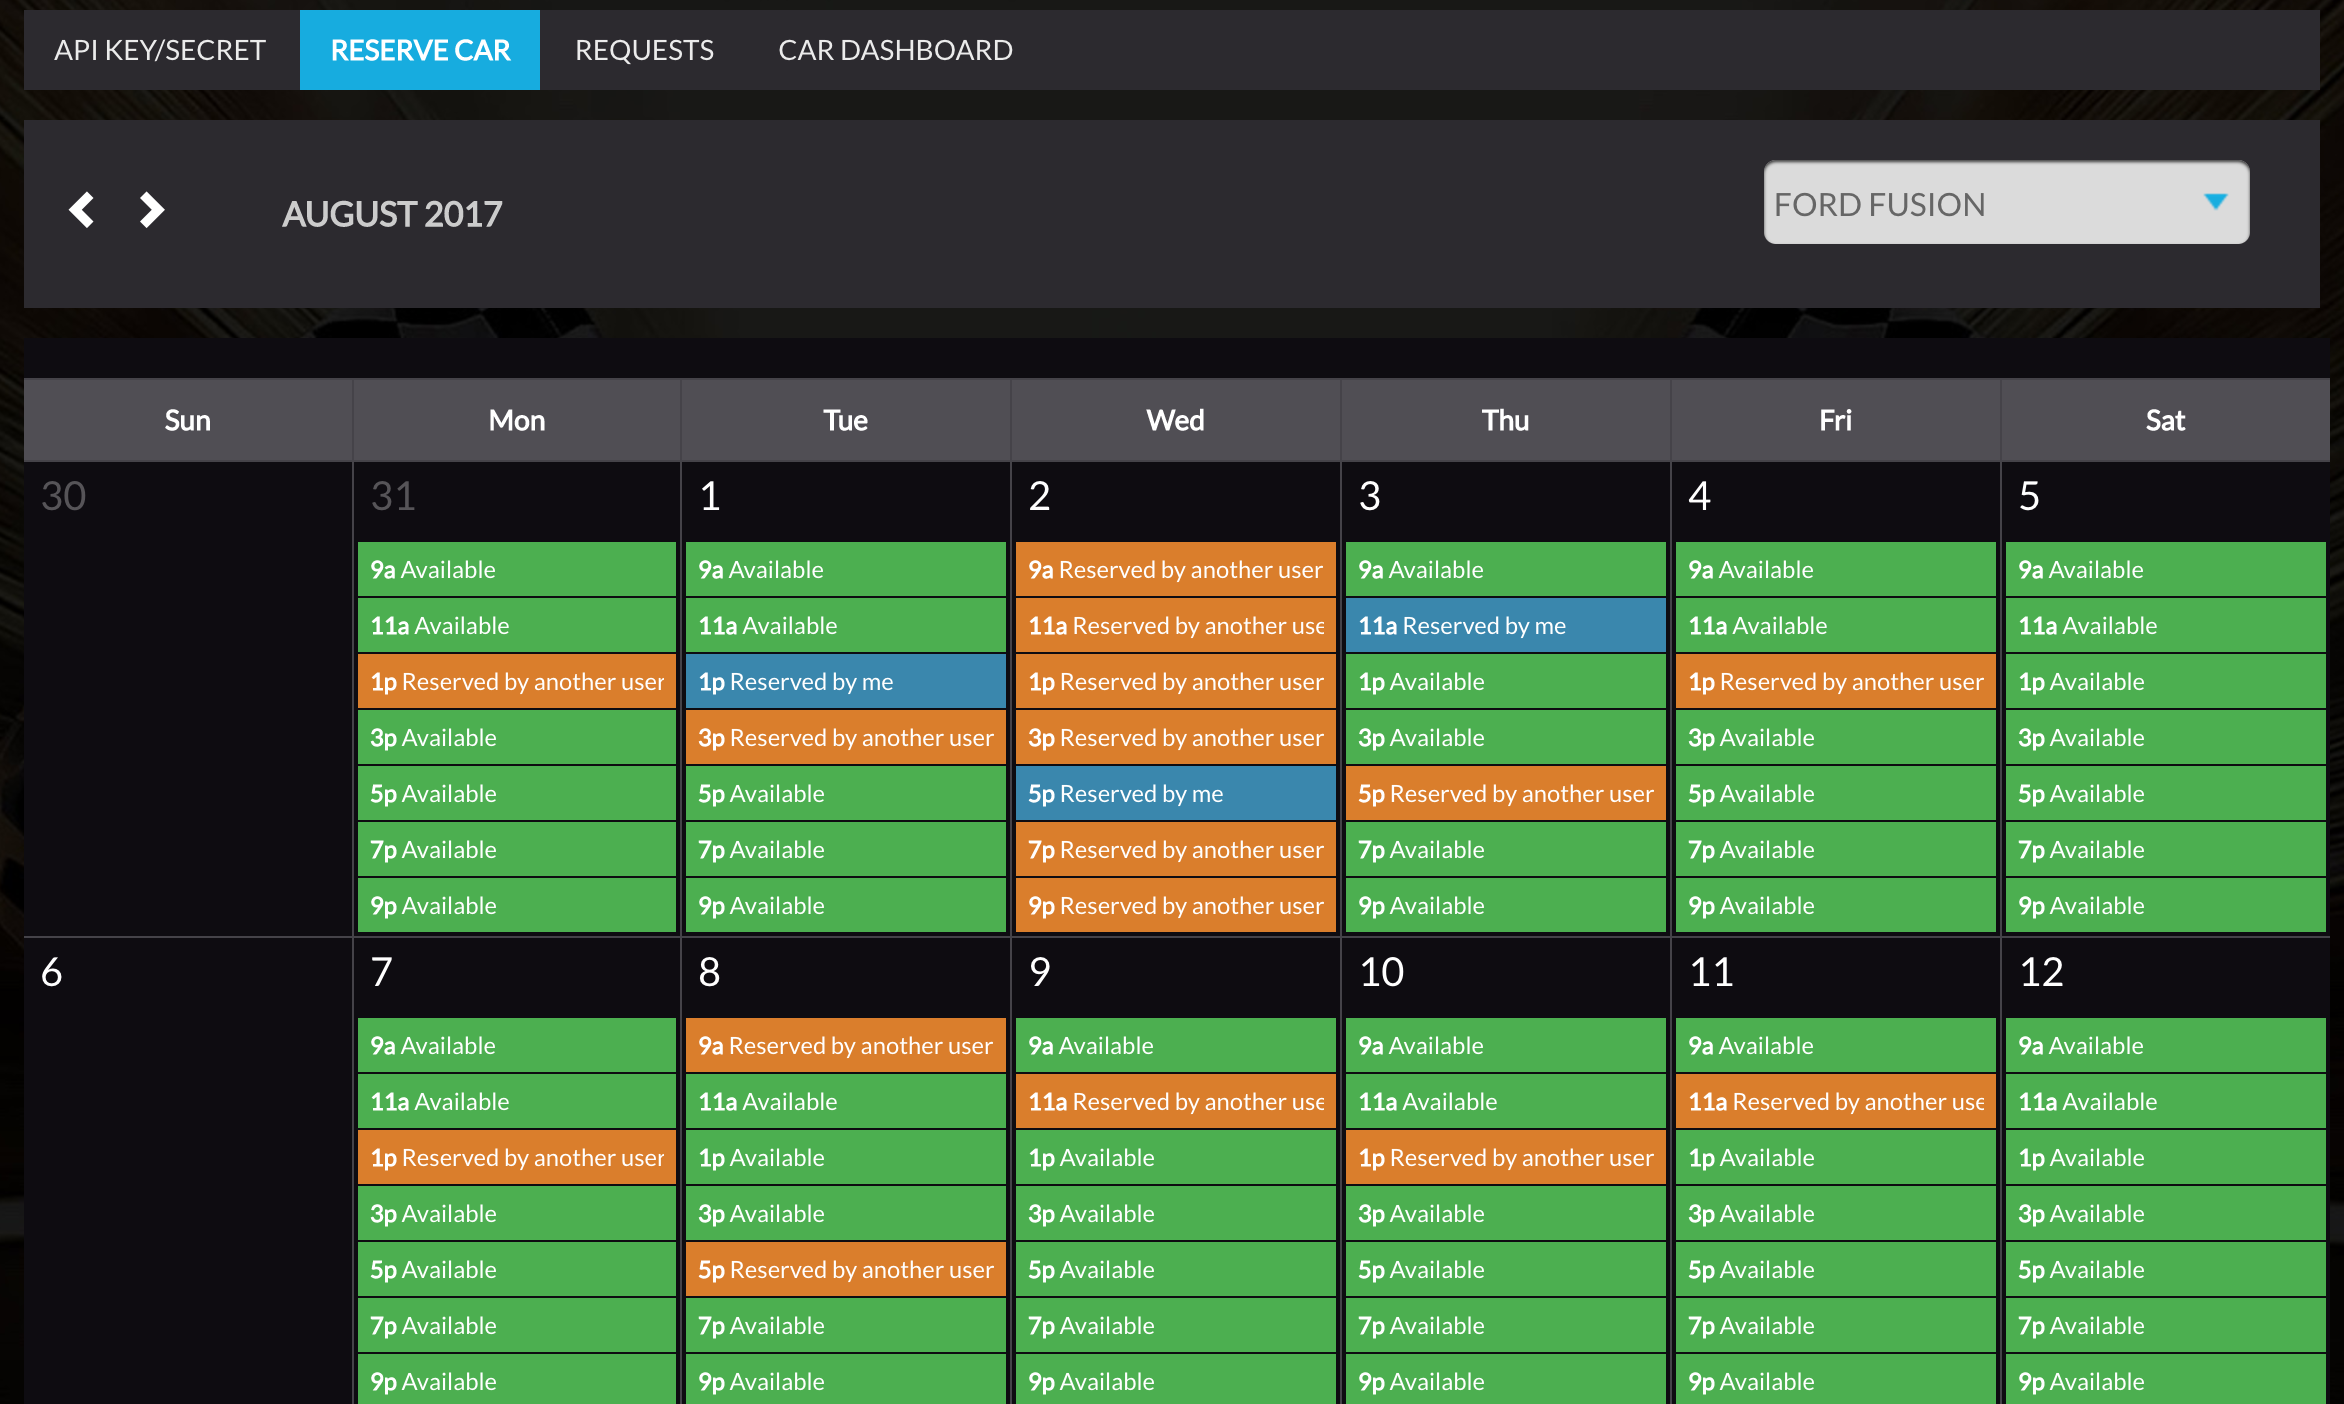 API KEY/SECRET RESERVE CAR REQUESTS CAR DASHBOARD
AUGUST 2017 FORD FUSION
Sun Mon Tue Wed Thu Fri Sat
30 31 1 2 3 4 5
9a Available 9a Available 9a Reserved by another user 9a Available 9a Available 9a Available
11a Available 11a Available 11a Reserved by another use 11a Reserved by me 11a Available 11a Available
1p Reserved by another user 1p Reserved by me 1p Reserved by another user 1p Available 1p Reserved by another user 1p Available
3p Available 3p Reserved by another user 3p Reserved by another user 3p Available 3p Available 3p Available
5p Available 5p Available 5p Reserved by me 5p Reserved by another user 5p Available 5p Available
7p Available 7p Available 7p Reserved by another user 7p Available 7p Available 7p Available
9p Available 9p Available 9p Reserved by another user 9p Available 9p Available 9p Available
6 7 8 9 10 11 12
9a Available 9a Reserved by another user 9a Available 9a Available 9a Available 9a Available
11a Available 11a Available 11a Reserved by another use 11a Available 11a Reserved by another use 11a Available
1p Reserved by another user 1p Available 1p Available 1p Reserved by another user 1p Available 1p Available
3p Available 3p Available 3p Available 3p Available 3p Available 3p Available
5p Available 5p Reserved by another user 5p Available 5p Available 5p Available 5p Available
7p Available 7p Available 7p Available 7p Available 7p Available 7p Available
9p Available 9p Available 9p Available 9p Available 9p Available 9p Available